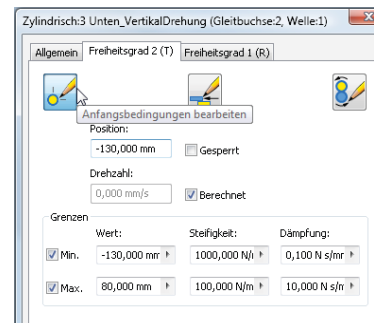 Zylindrisch:3 Unten_VertikalDrehung (Gleitbuchse:2, Welle:1)
Allgemein Freiheitsgrad 2 (T) Freiheitsgrad 1 (R)
Anfangsbedingungen bearbeiten
Position:
-130,000 mm Gesperrt
Drehzahl:
0,000 mm/s Berechnet
Grenzen
Wert: Steifigkeit: Dämpfung:
Min. -130,000 mm 1000,000 N/ 0,100 N s/mr
Max. 80,000 mm 100,000 N/ 10,000 N s/